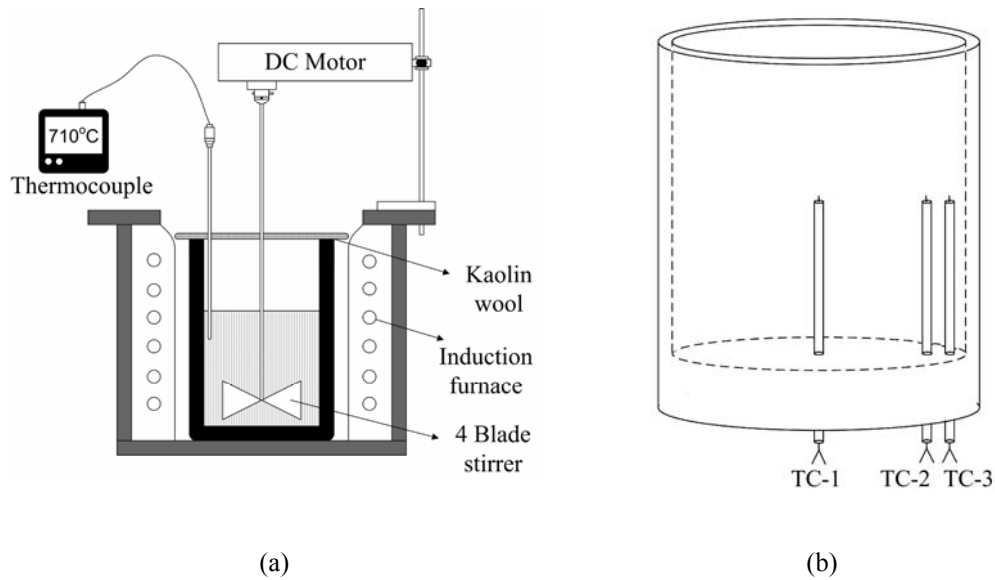 DC Motor
710°C
Thermocouple
Kaolin
wool
Induction
furnace
4 Blade
stirrer
TC-1
TC-2
TC-3
(a)
(b)